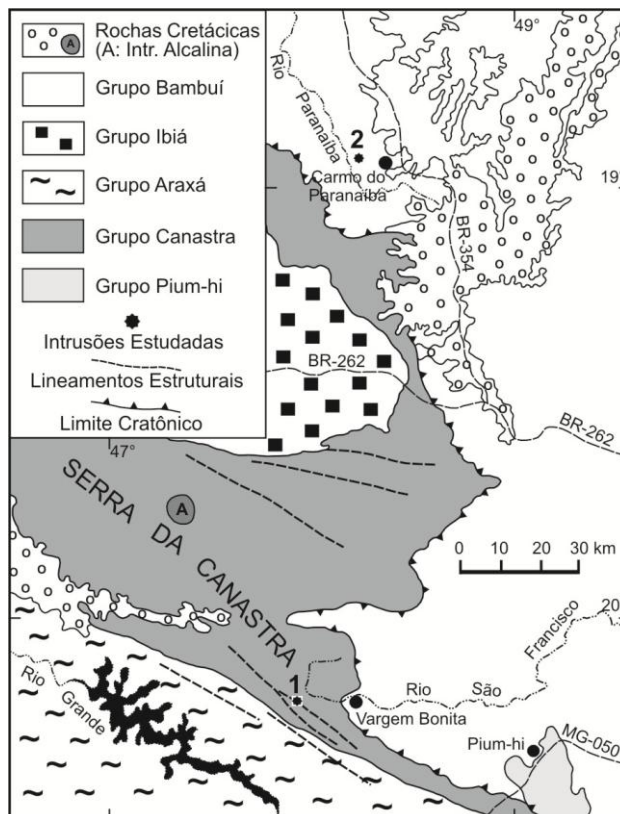 Rochas Cretácicas
(A: Intr. Alcalina)
A
Grupo Bambuí
Grupo Ibiá
Grupo Araxá
Grupo Canastra
Grupo Pium-hi
Intrusões Estudadas
Lineamentos Estruturais
Limite Cratônico
49°
Rio
Paranaíba
2
Carmo do
Paranaíba
19°
BR-354
BR-262
BR-262
47°
A
SERRA DA CANASTRA
0 10 20 30 km
20
1
Rio São Francisco
Vargem Bonita
Rio
Grande
Pium-hi
MG-050